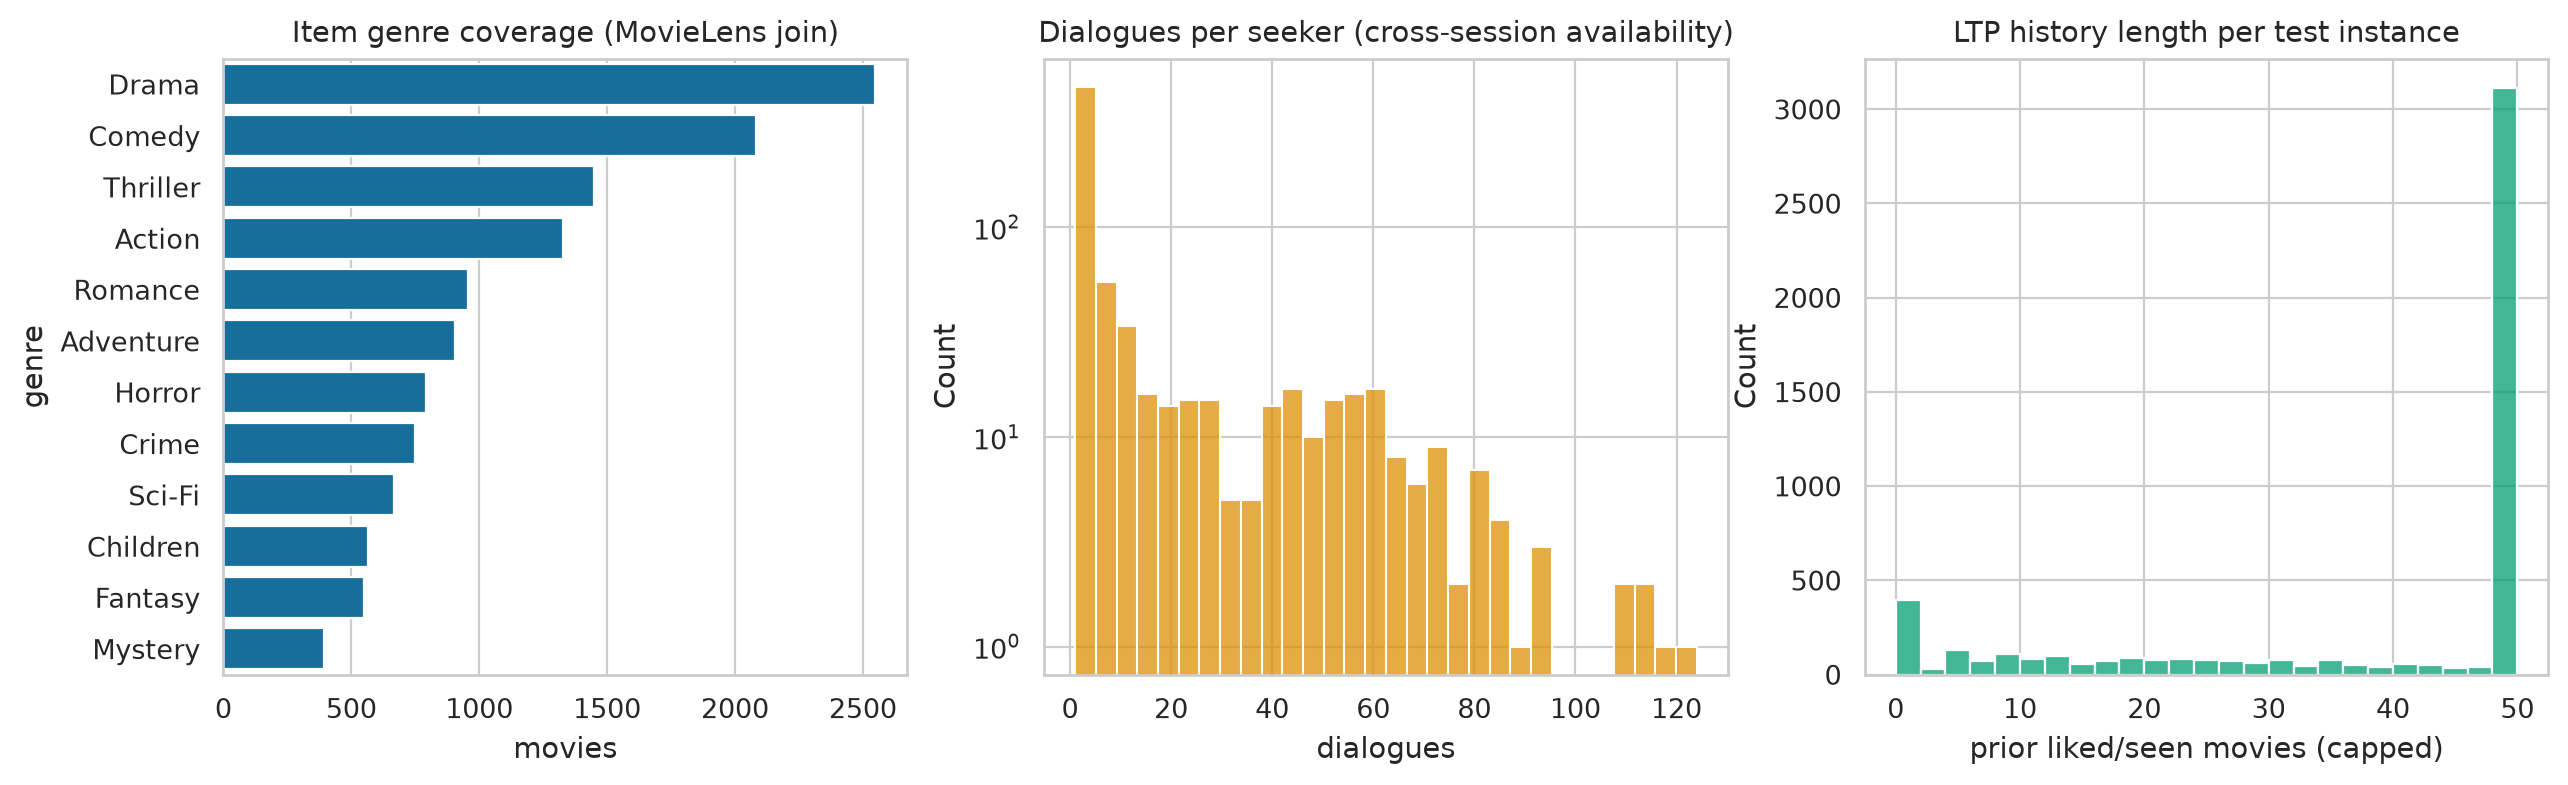 Item genre coverage (MovieLens join)
genre
Drama
Comedy
Thriller
Action
Romance
Adventure
Horror
Crime
Sci-Fi
Children
Fantasy
Mystery
0 500 1000 1500 2000 2500
movies
Dialogues per seeker (cross-session availability)
Count
10²
10¹
10⁰
0 20 40 60 80 100 120
dialogues
LTP history length per test instance
Count
3000
2500
2000
1500
1000
500
0
0 10 20 30 40 50
prior liked/seen movies (capped)